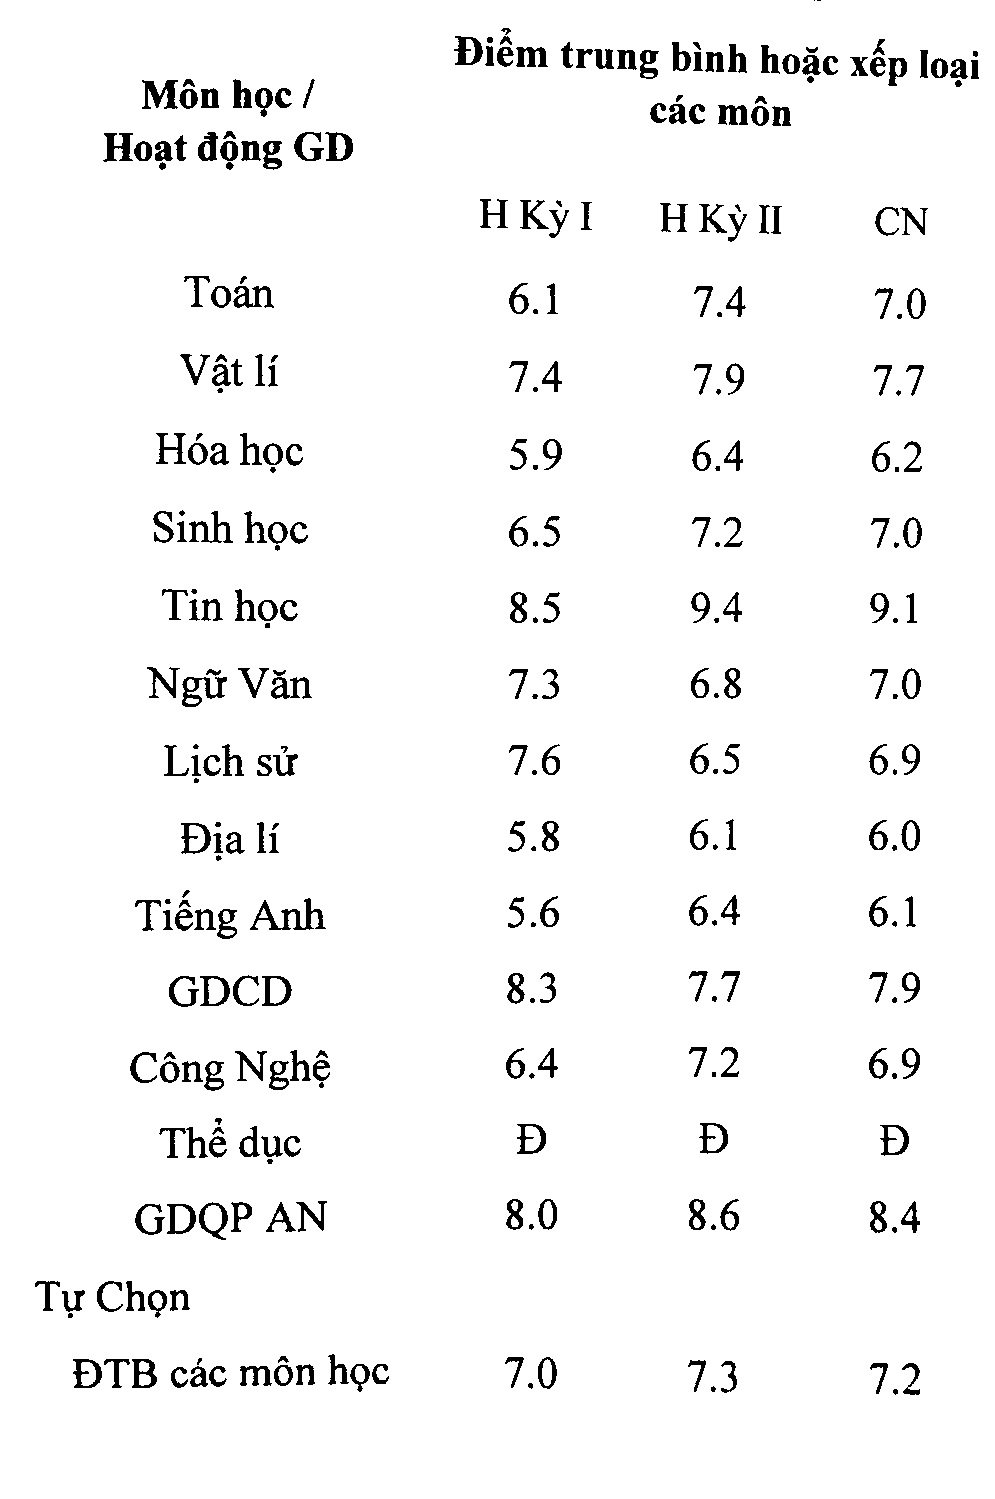 Điểm trung bình hoặc xếp loại
các môn
Môn học /
Hoạt động GD
H Kỳ I H Kỳ II CN
Toán 6.1 7.4 7.0
Vật lí 7.4 7.9 7.7
Hóa học 5.9 6.4 6.2
Sinh học 6.5 7.2 7.0
Tin học 8.5 9.4 9.1
Ngữ Văn 7.3 6.8 7.0
Lịch sử 7.6 6.5 6.9
Địa lí 5.8 6.1 6.0
Tiếng Anh 5.6 6.4 6.1
GDCD 8.3 7.7 7.9
Công Nghệ 6.4 7.2 6.9
Thể dục Đ Đ Đ
GDQP AN 8.0 8.6 8.4
Tự Chọn
ĐTB các môn học 7.0 7.3 7.2